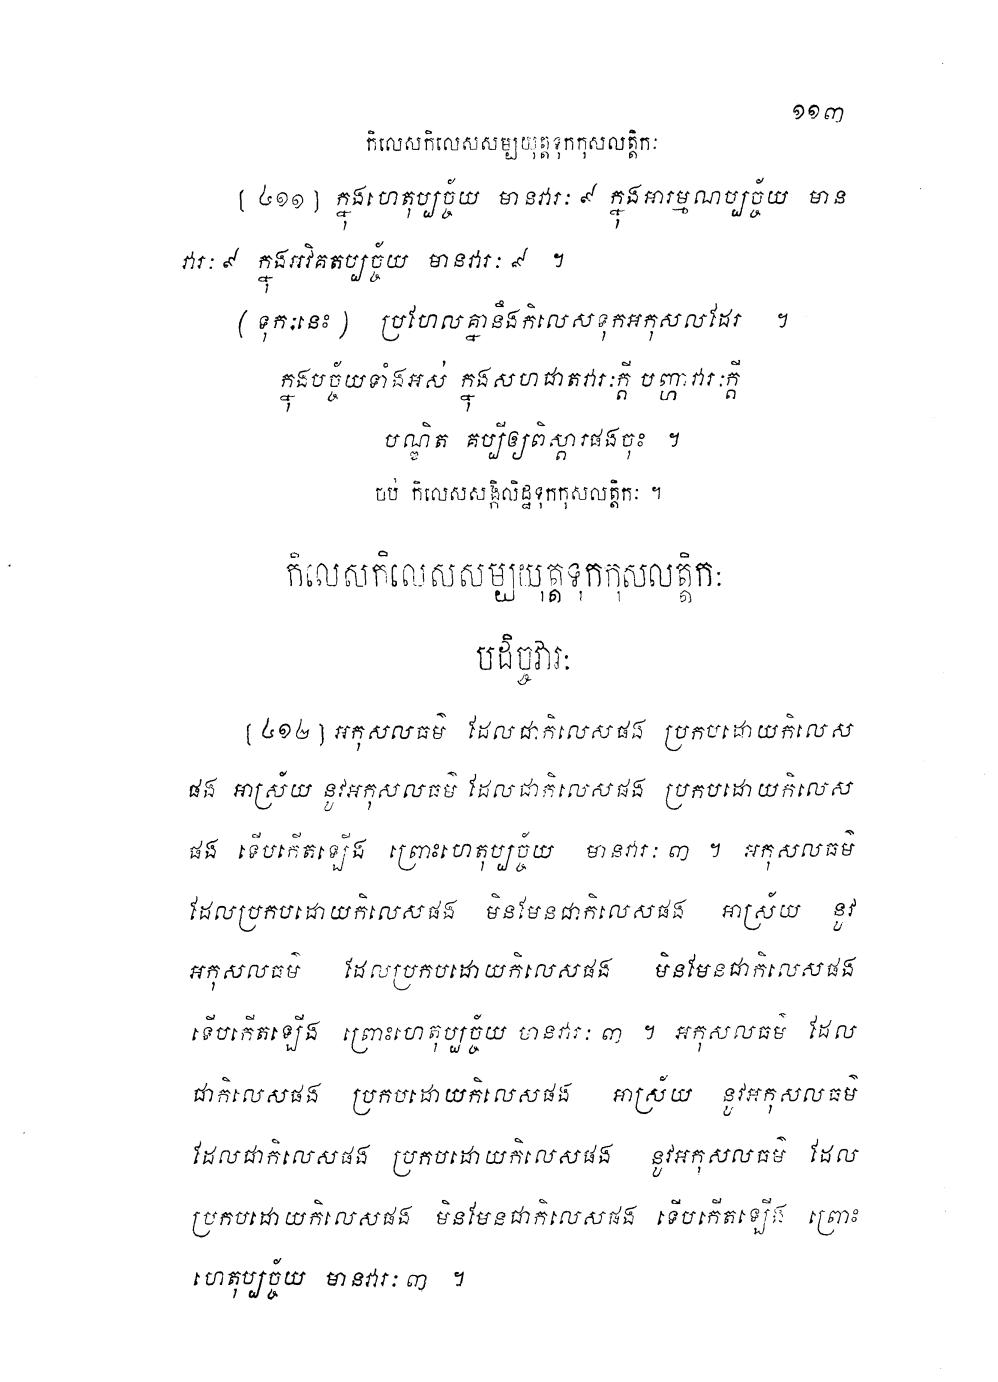 ១១៣
កិលេសកិលេសសម្បយុត្តទុកកុសលត្តិកៈ
[ ៤១១ ] ក្នុងហេតុប្បច្ច័យ មានវារៈ ៩ ក្នុងអារម្មណប្បច្ច័យ មាន
វារៈ ៩ ក្នុងអវិគតប្បច្ច័យ មានវារៈ ៩ ។
( ទុកៈនេះ ) ប្រហែលគ្នានឹងកិលេសទុកអកុសលដែរ ។
ក្នុងបច្ច័យទាំងអស់ ក្នុងសហជាតវារៈក្តី បញ្ហាវារៈក្តី
បណ្ឌិត គប្បីឲ្យពិស្តារផងចុះ ។
ចប់ កិលេសសង្កិលិដ្ឋទុកកុសលត្តិកៈ ។
កិលេសកិលេសសម្បយុត្តទុកកុសលត្តិកៈ
បដិច្ចវារៈ
[ ៤១២ ] អកុសលធម៌ ដែលជាកិលេសផង ប្រកបដោយកិលេស
ផង អាស្រ័យ នូវអកុសលធម៌ ដែលជាកិលេសផង ប្រកបដោយកិលេស
ផង ទើបកើតឡើង ព្រោះហេតុប្បច្ច័យ មានវារៈ ៣ ។ អកុសលធម៌
ដែលប្រកបដោយកិលេសផង មិនមែនជាកិលេសផង អាស្រ័យ នូវ
អកុសលធម៌ ដែលប្រកបដោយកិលេសផង មិនមែនជាកិលេសផង
ទើបកើតឡើង ព្រោះហេតុប្បច្ច័យ មានវារៈ ៣ ។ អកុសលធម៌ ដែល
ជាកិលេសផង ប្រកបដោយកិលេសផង អាស្រ័យ នូវអកុសលធម៌
ដែលជាកិលេសផង ប្រកបដោយកិលេសផង នូវអកុសលធម៌ ដែល
ប្រកបដោយកិលេសផង មិនមែនជាកិលេសផង ទើបកើតឡើង ព្រោះ
ហេតុប្បច្ច័យ មានវារៈ ៣ ។